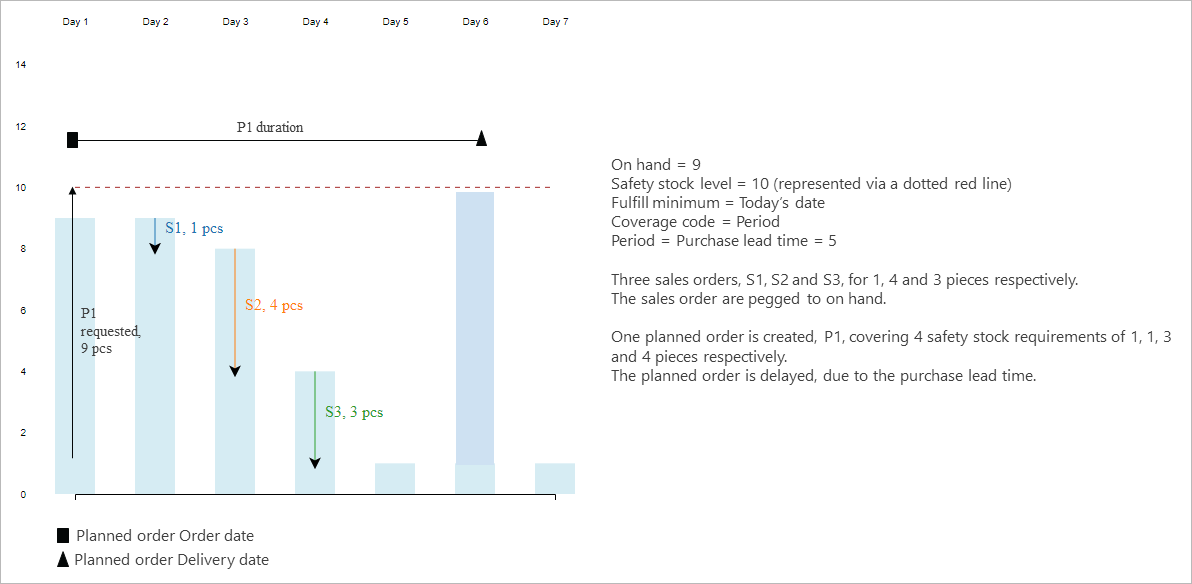 Day 1 Day 2 Day 3 Day 4 Day 5 Day 6 Day 7
14
12
P1 duration
10
8
S1, 1 pcs
6
S2, 4 pcs
P1
requested,
9 pcs
4
S3, 3 pcs
2
0
Planned order Order date
Planned order Delivery date
On hand = 9
Safety stock level = 10 (represented via a dotted red line)
Fulfill minimum = Today's date
Coverage code = Period
Period = Purchase lead time = 5
Three sales orders, S1, S2 and S3, for 1, 4 and 3 pieces respectively.
The sales order are pegged to on hand.
One planned order is created, P1, covering 4 safety stock requirements of 1, 1, 3
and 4 pieces respectively.
The planned order is delayed, due to the purchase lead time.